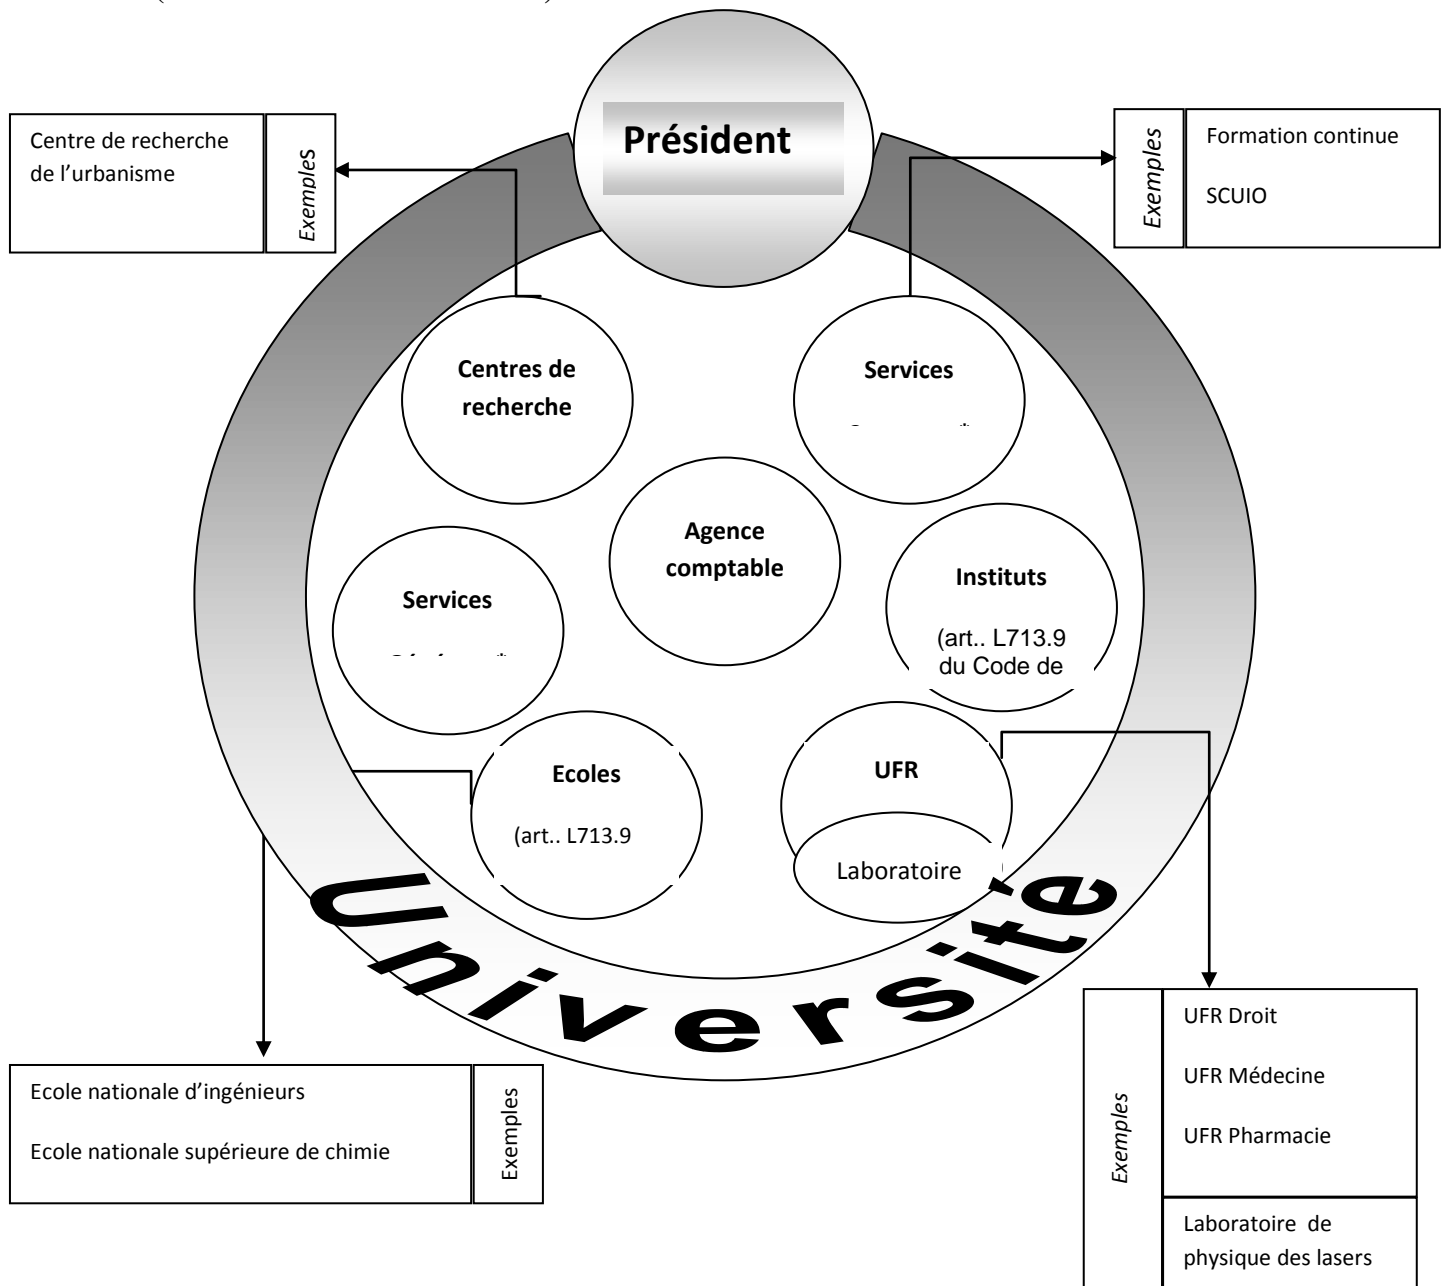 Président
Centre de recherche
de l’urbanisme
Exemples
Exemples
Formation continue
SCUIO
Centres de
recherche
Services
Agence
comptable
Services
Instituts
(art.. L713.9
du Code de
Ecoles
(art.. L713.9
UFR
Laboratoire
Université
Ecole nationale d’ingénieurs
Ecole nationale supérieure de chimie
Exemples
Exemples
UFR Droit
UFR Médecine
UFR Pharmacie
Laboratoire de
physique des lasers